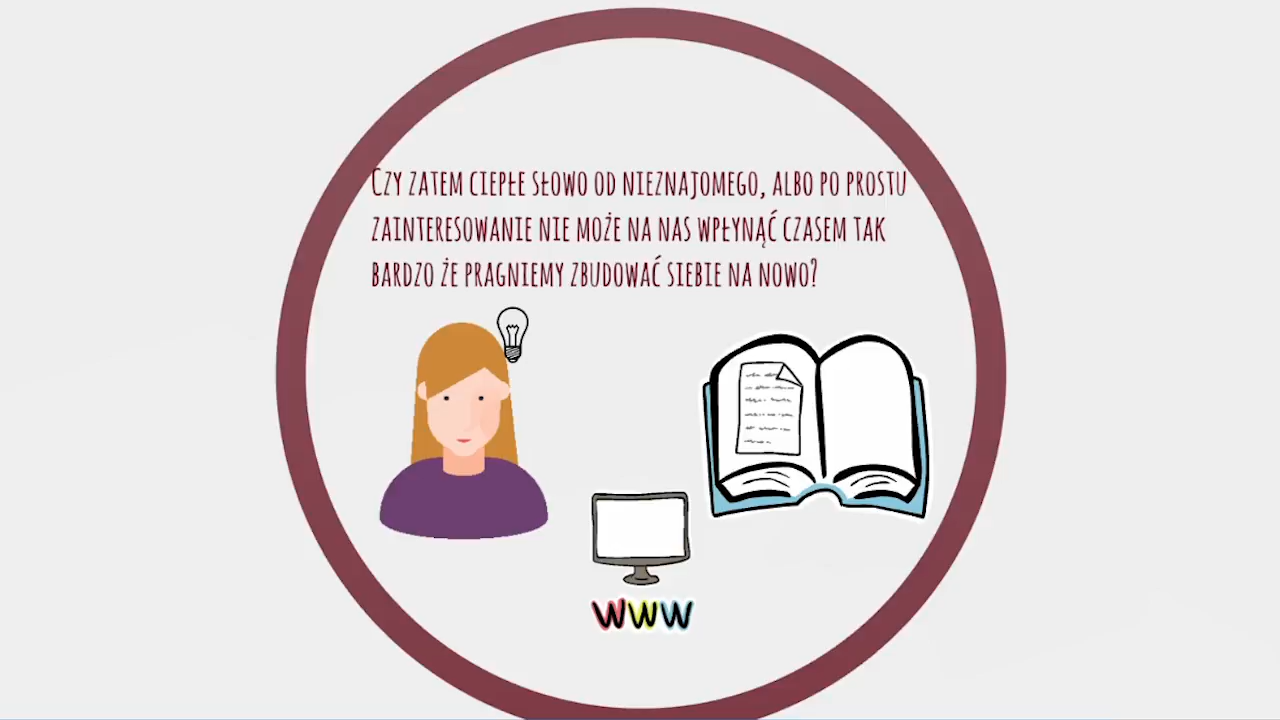 Czy zatem ciepłe słowo od nieznajomego, albo po prostu
zainteresowanie nie może na nas wpłynąć czasem tak
bardzo że pragniemy zbudować siebie na nowo?
www